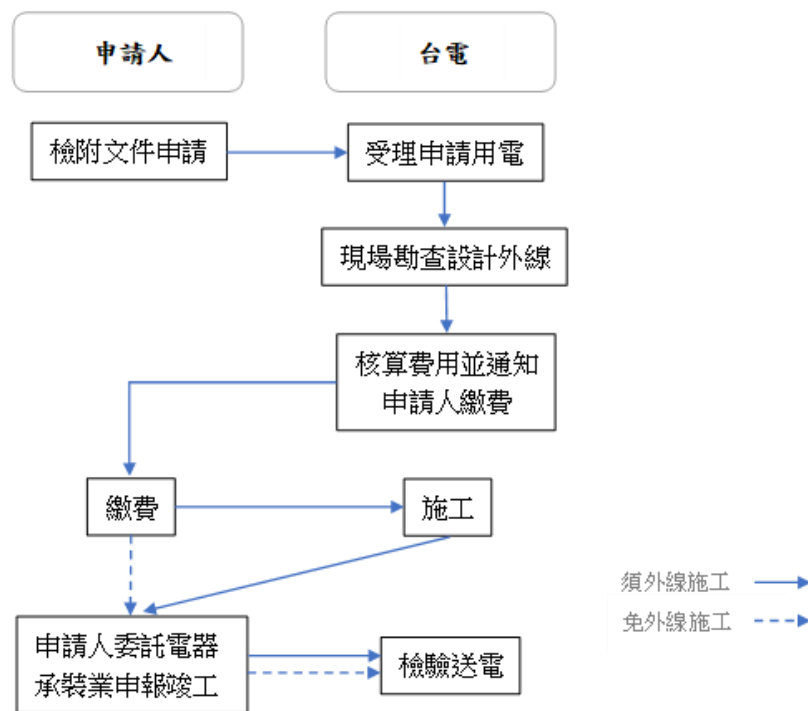 申請人
台電
檢附文件申請
受理申請用電
現場勘查設計外線
核算費用並通知
申請人繳費
繳費
施工
須外線施工
免外線施工
申請人委託電器
承裝業申報竣工
檢驗送電